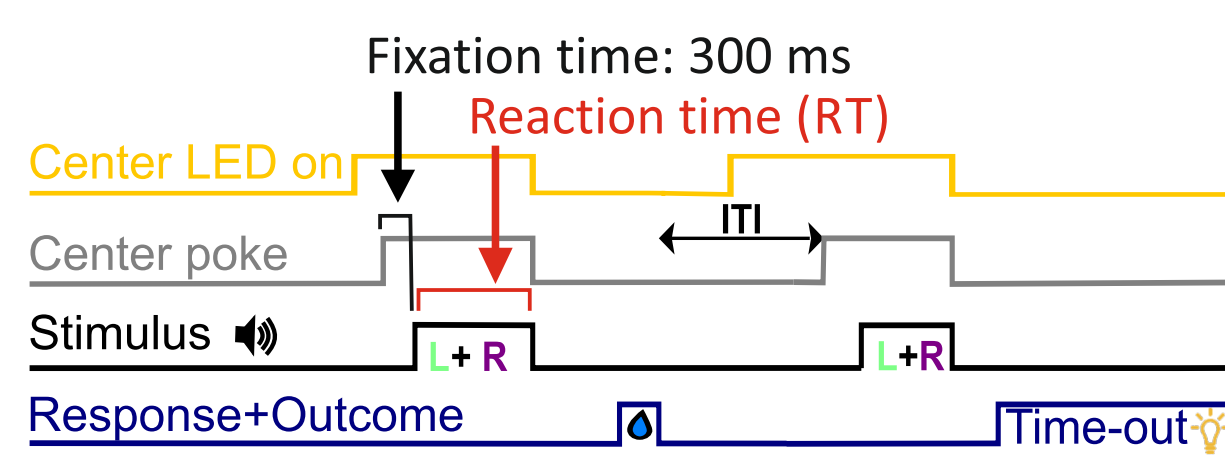 Fixation time: 300 ms
Reaction time (RT)
Center LED on
ITI
Center poke
Stimulus
L+ R
L+R
Response+Outcome
Time-out